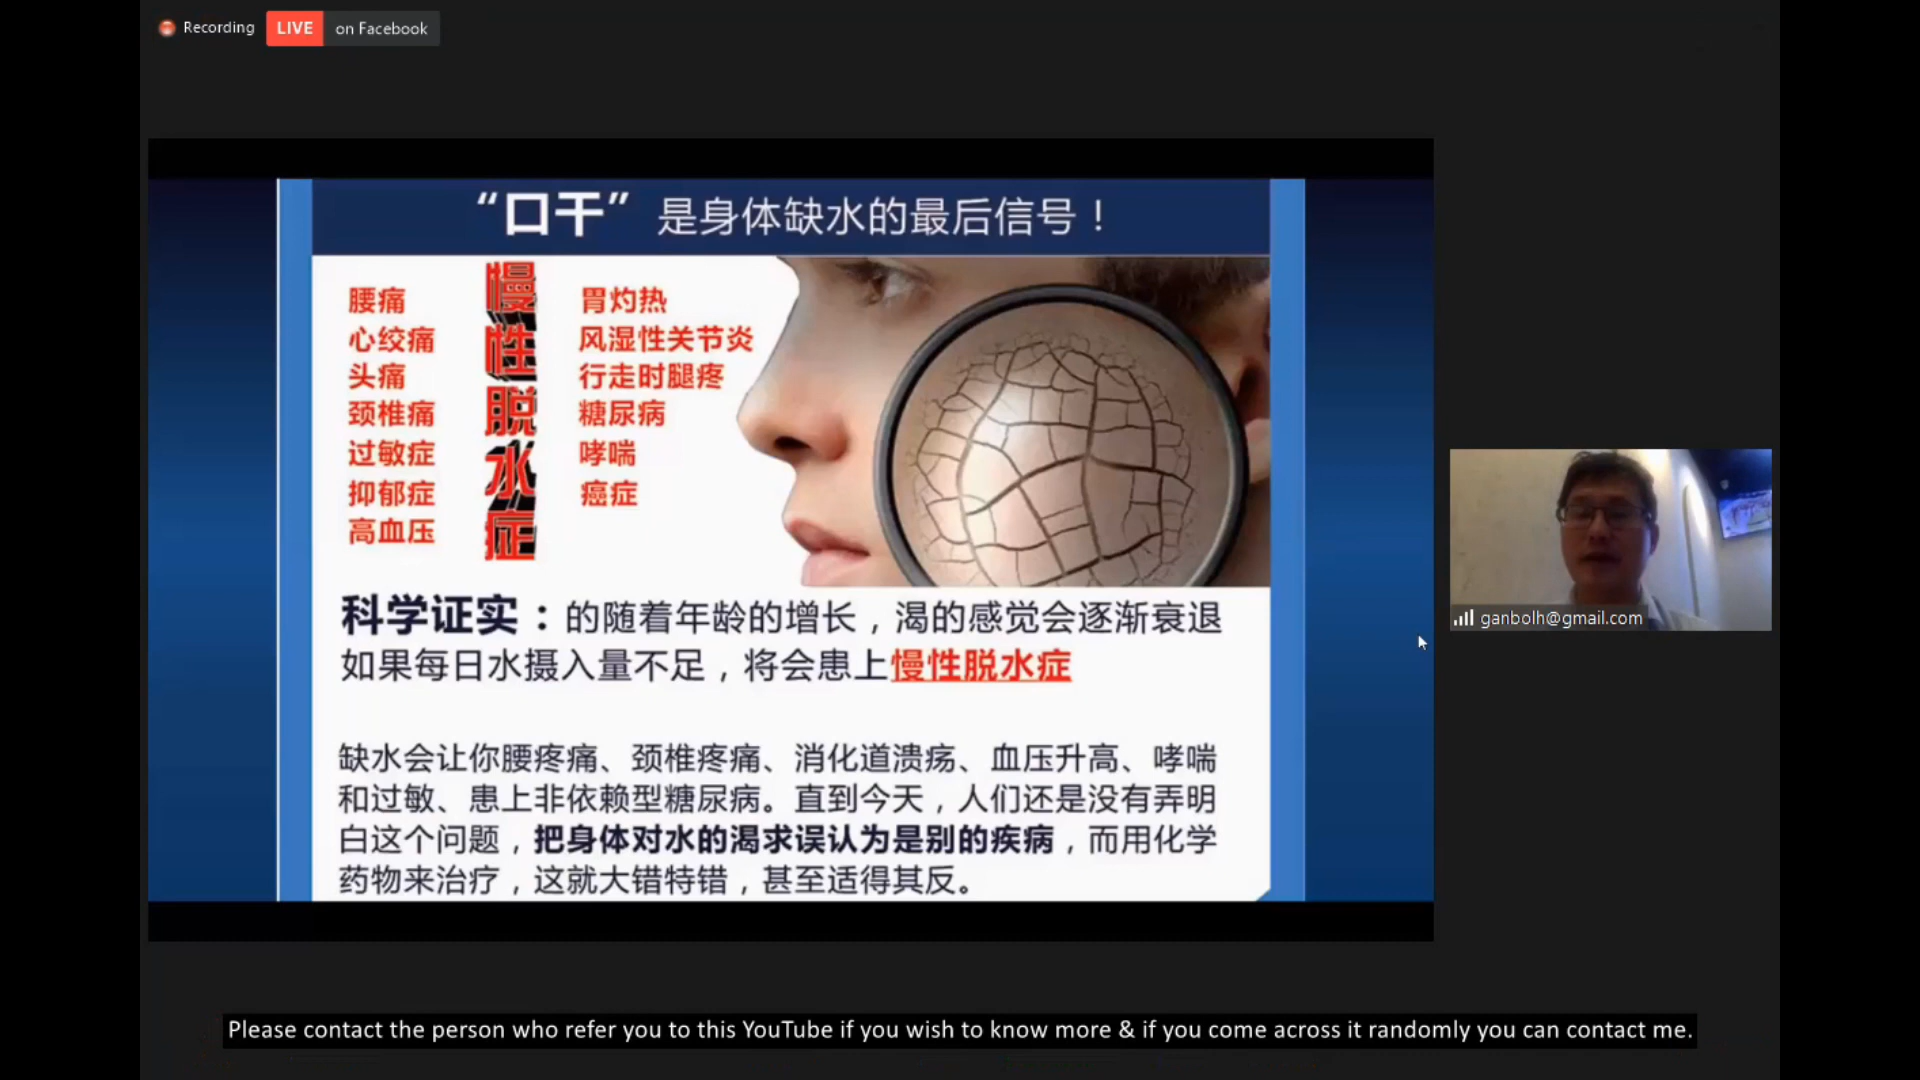 Recording LIVE on Facebook
“口干” 是身体缺水的最后信号！
慢性脱水症
腰痛
心绞痛
头痛
颈椎痛
过敏症
抑郁症
高血压
胃灼热
风湿性关节炎
行走时腿疼
糖尿病
哮喘
癌症
科学证实：的随着年龄的增长，渴的感觉会逐渐衰退
如果每日水摄入量不足，将会患上慢性脱水症
缺水会让你腰疼痛、颈椎疼痛、消化道溃疡、血压升高、哮喘
和过敏、患上非依赖型糖尿病。直到今天，人们还是没有弄明
白这个问题，把身体对水的渴求误认为是别的疾病，而用化学
药物来治疗，这就大错特错，甚至适得其反。
ganbolh@gmail.com
Please contact the person who refer you to this YouTube if you wish to know more & if you come across it randomly you can contact me.